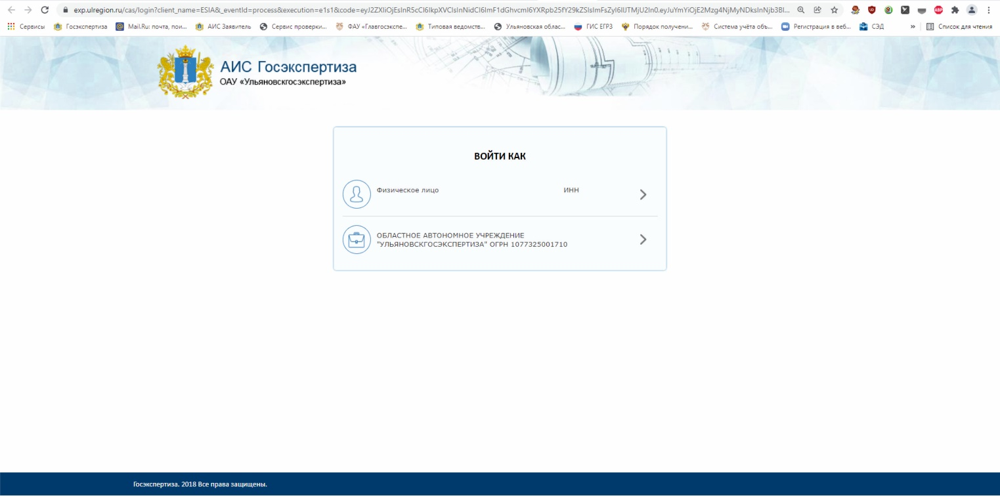 exp.ulregion.ru/cas/login?client_name=ESIA&_eventId=process&execution=e1s1&code=
Сервисы Госэкспертиза Mail.Ru: почта, пои... АИС Заявитель Сервис проверки... ФАУ «Главгосэкспе... Типовая ведомств... Ульяновская облас... ГИС ЕГРЗ Порядок получени... Система учёта объ... Регистрация в веб... СЭД » Список для чтения
АИС Госэкспертиза
ОАУ «Ульяновскгосэкспертиза»
ВОЙТИ КАК
Физическое лицо ИНН
ОБЛАСТНОЕ АВТОНОМНОЕ УЧРЕЖДЕНИЕ
"УЛЬЯНОВСКГОСЭКСПЕРТИЗА" ОГРН 1077325001710
Госэкспертиза. 2018 Все права защищены.